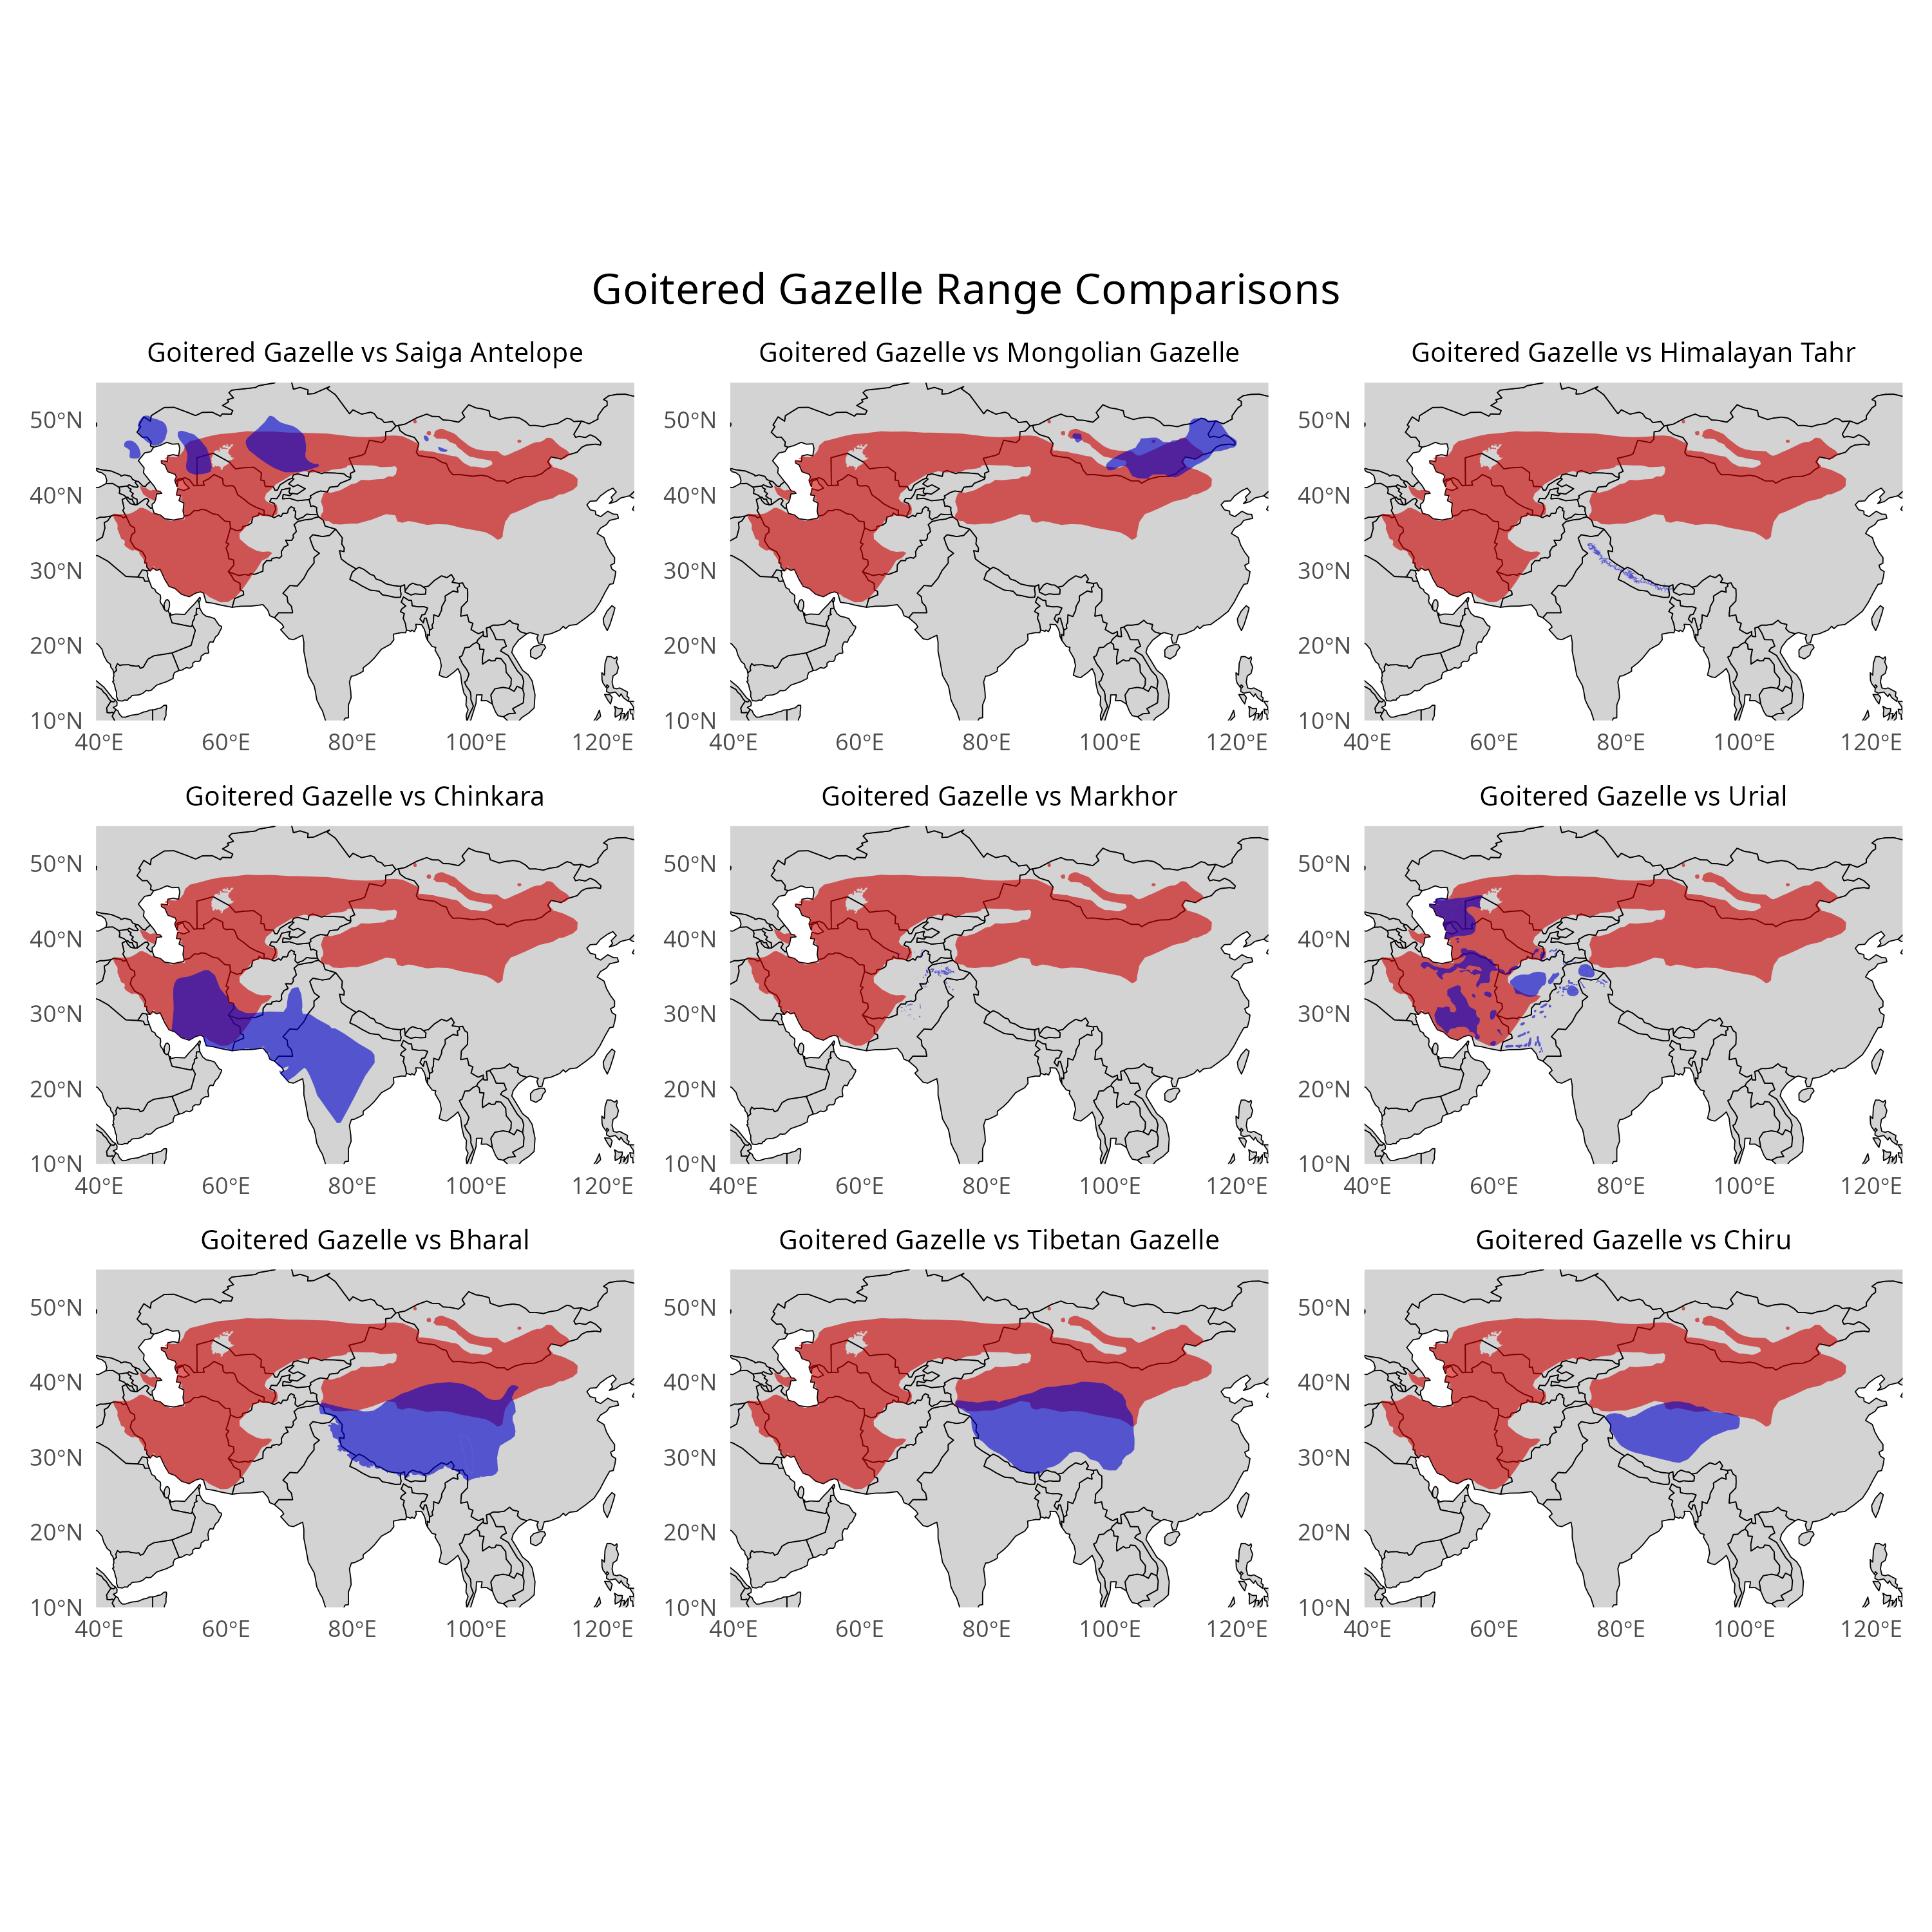 Goitered Gazelle Range Comparisons
Goitered Gazelle vs Saiga Antelope
Goitered Gazelle vs Mongolian Gazelle
Goitered Gazelle vs Himalayan Tahr
50°N
40°N
30°N
20°N
10°N
40°E 60°E 80°E 100°E 120°E
50°N
40°N
30°N
20°N
10°N
40°E 60°E 80°E 100°E 120°E
50°N
40°N
30°N
20°N
10°N
40°E 60°E 80°E 100°E 120°E
Goitered Gazelle vs Chinkara
Goitered Gazelle vs Markhor
Goitered Gazelle vs Urial
50°N
40°N
30°N
20°N
10°N
40°E 60°E 80°E 100°E 120°E
50°N
40°N
30°N
20°N
10°N
40°E 60°E 80°E 100°E 120°E
50°N
40°N
30°N
20°N
10°N
40°E 60°E 80°E 100°E 120°E
Goitered Gazelle vs Bharal
Goitered Gazelle vs Tibetan Gazelle
Goitered Gazelle vs Chiru
50°N
40°N
30°N
20°N
10°N
40°E 60°E 80°E 100°E 120°E
50°N
40°N
30°N
20°N
10°N
40°E 60°E 80°E 100°E 120°E
50°N
40°N
30°N
20°N
10°N
40°E 60°E 80°E 100°E 120°E